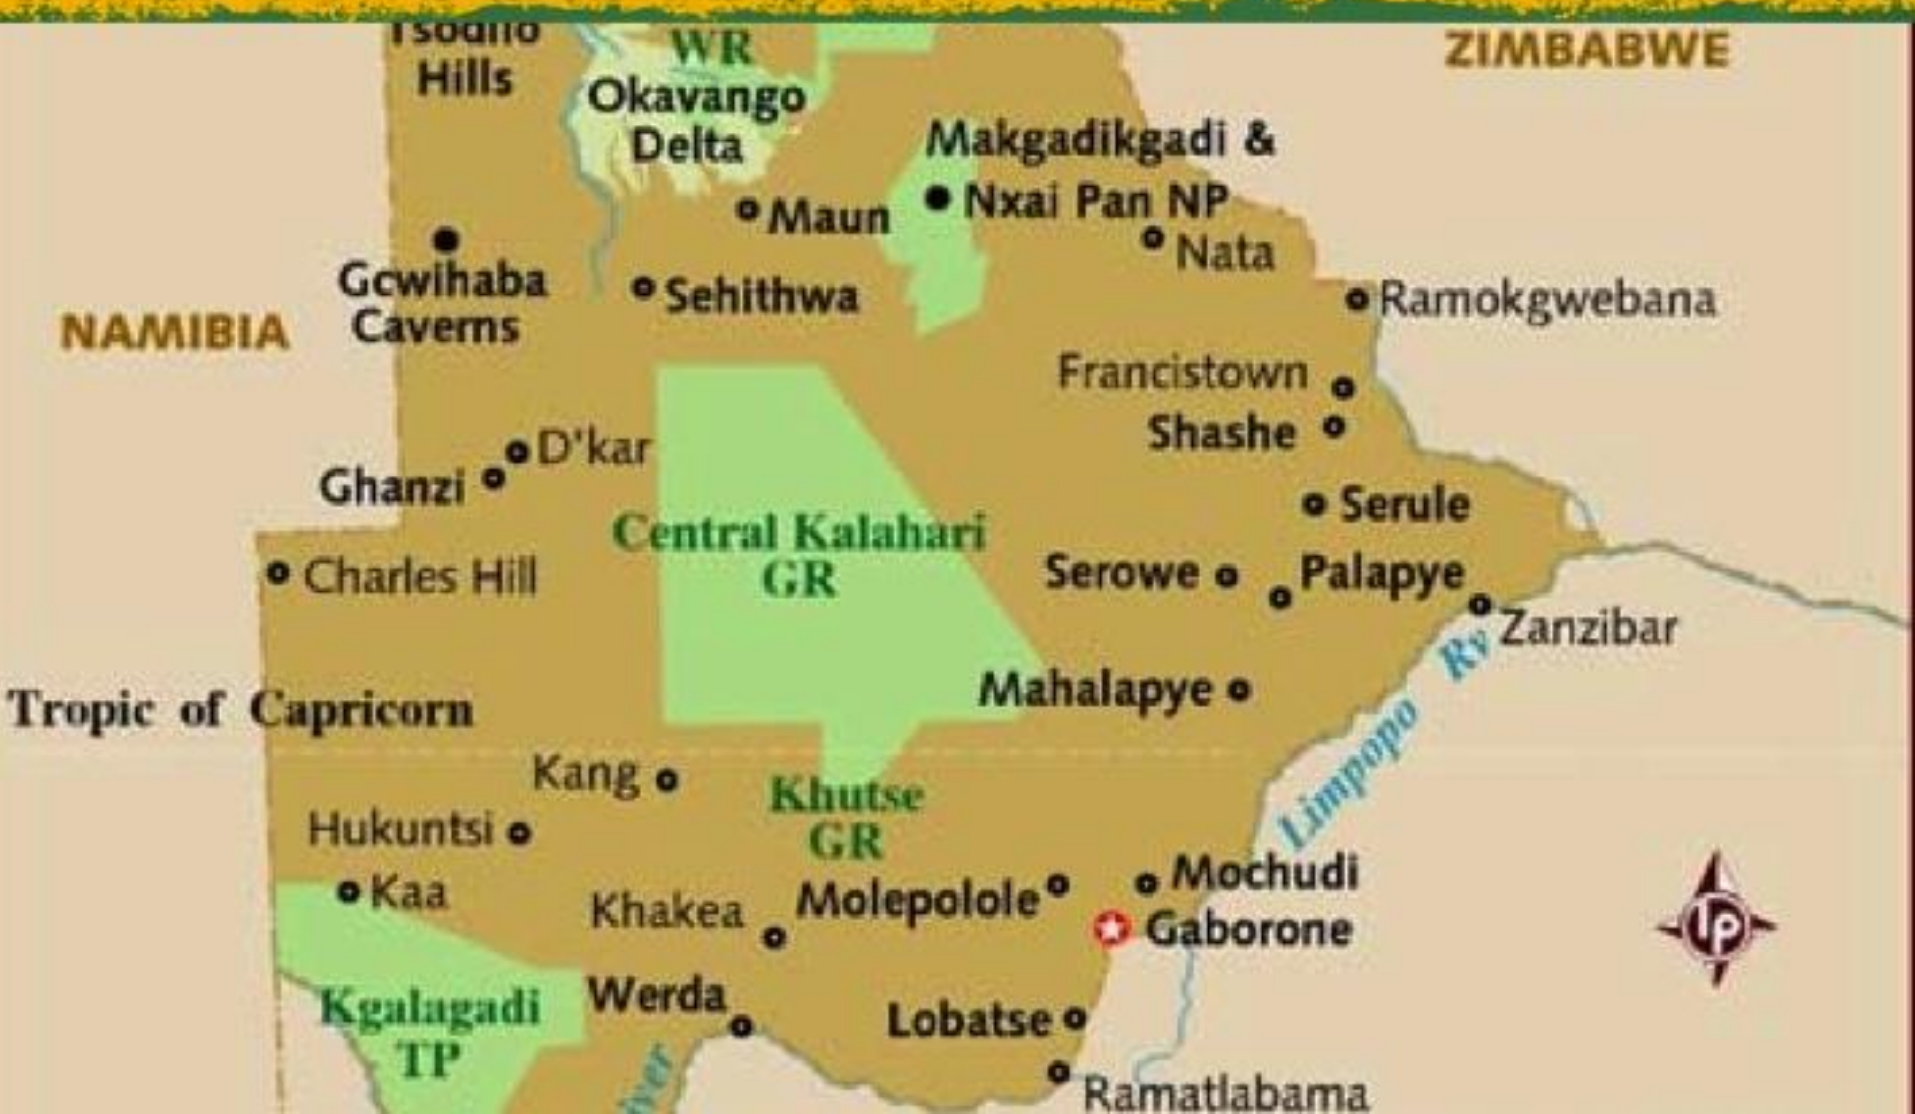 Tsodilo
Hills
WR
Okavango
Delta
ZIMBABWE
Makgadikgadi &
Nxai Pan NP
Maun
Nata
Gcwihaba
Caverns
Sehithwa
Ramokgwebana
NAMIBIA
Francistown
Shashe
D'kar
Ghanzi
Serule
Central Kalahari
GR
Charles Hill
Serowe
Palapye
Zanzibar
Limpopo Rv
Mahalapye
Tropic of Capricorn
Kang
Khutse
GR
Hukuntsi
Kaa
Mochudi
Molepolole
Khakea
Gaborone
Kgalagadi
TP
Werda
Lobatse
Ramatlabama
LP